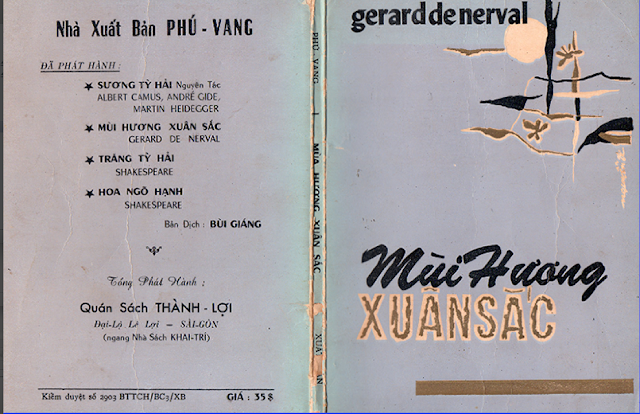 Nhà Xuất Bản PHÚ - VANG
ĐÃ PHÁT HÀNH :
★ SƯƠNG TỲ HẢI Nguyên Tác
ALBERT CAMUS, ANDRÉ GIDE,
MARTIN HEIDEGGER
★ MÙI HƯƠNG XUÂN SẮC
GERARD DE NERVAL
★ TRĂNG TỲ HẢI
SHAKESPEARE
★ HOA NGÕ HẠNH
SHAKESPEARE
Bản Dịch : BÙI GIÁNG
Tổng Phát Hành :
Quán Sách THÀNH - LỢI
Đại-Lộ Lê Lợi – SÀI-GÒN
(ngang Nhà Sách KHAI-TRÍ)
Kiểm duyệt số 2903 BTTCH/BC3/XB GIÁ : 35 $
PHÚ - VANG
MÙA HƯƠNG XUÂN SẮC
gerard de nerval
Mùi Hương
XUÂN SẮC